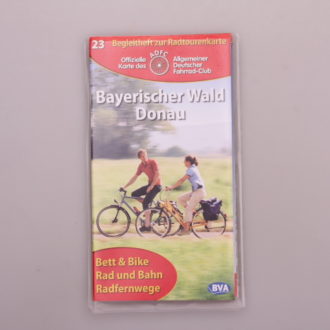 23 Begleitheft zur Radtourenkarte
Offizielle Karte des
ADFC
Allgemeiner Deutscher Fahrrad-Club
Bayerischer Wald
Donau
Bett & Bike
Rad und Bahn
Radfernwege
BVA